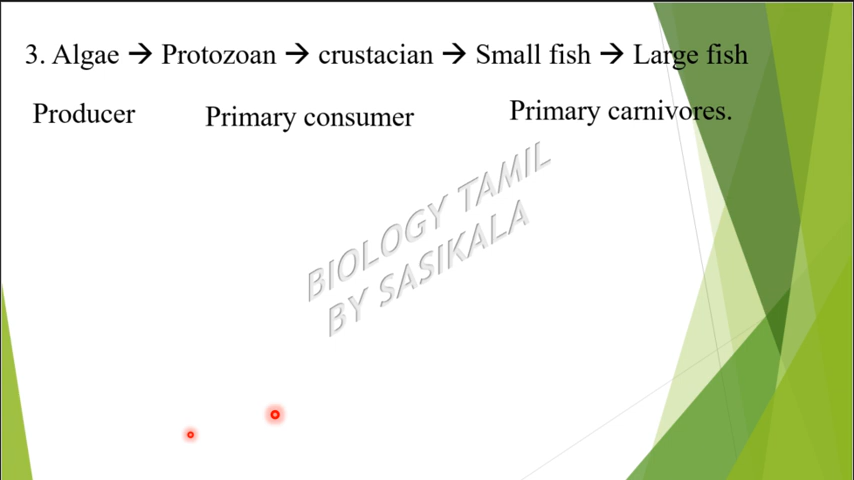 3. Algae → Protozoan → crustacian → Small fish → Large fish
Producer Primary consumer Primary carnivores.
BIOLOGY TAMIL
BY SASIKALA